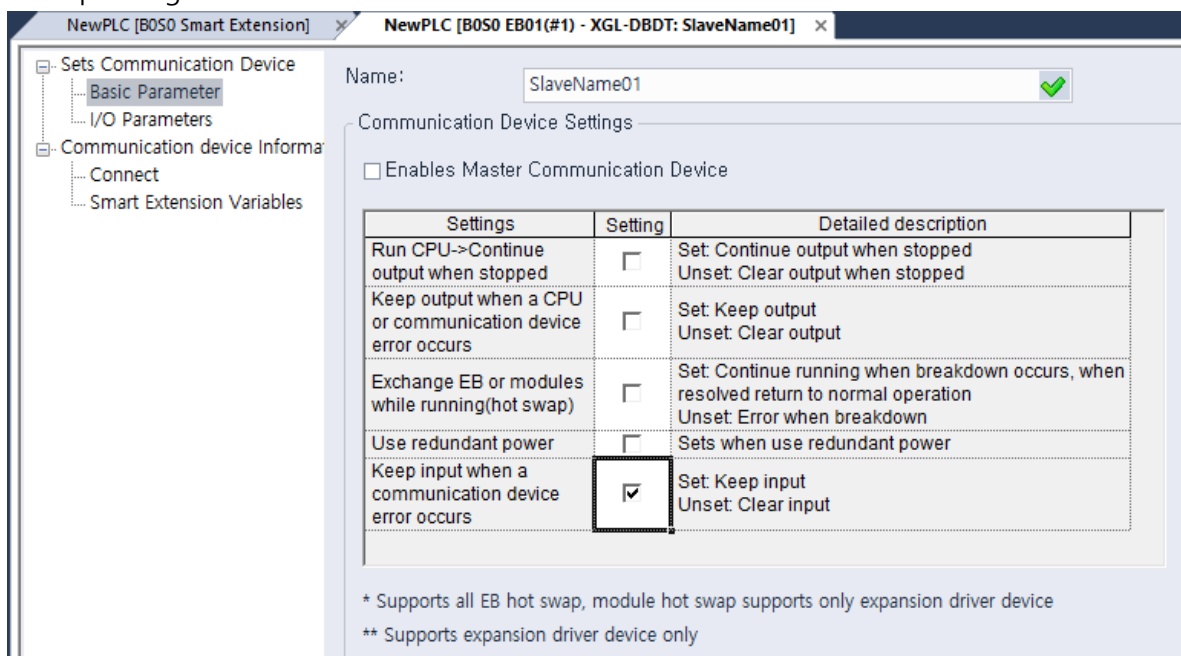 NewPLC [B0S0 Smart Extension]
NewPLC [B0S0 EB01(#1) - XGL-DBDT: SlaveName01]
Sets Communication Device
Basic Parameter
I/O Parameters
Communication device Informa
Connect
Smart Extension Variables
Name:
SlaveName01
Communication Device Settings
Enables Master Communication Device
Settings
Setting
Detailed description
Run CPU->Continue
output when stopped
Set: Continue output when stopped
Unset: Clear output when stopped
Keep output when a CPU
or communication device
error occurs
Set: Keep output
Unset: Clear output
Exchange EB or modules
while running(hot swap)
Set: Continue running when breakdown occurs, when
resolved return to normal operation
Unset: Error when breakdown
Use redundant power
Sets when use redundant power
Keep input when a
communication device
error occurs
Set: Keep input
Unset: Clear input
* Supports all EB hot swap, module hot swap supports only expansion driver device
** Supports expansion driver device only